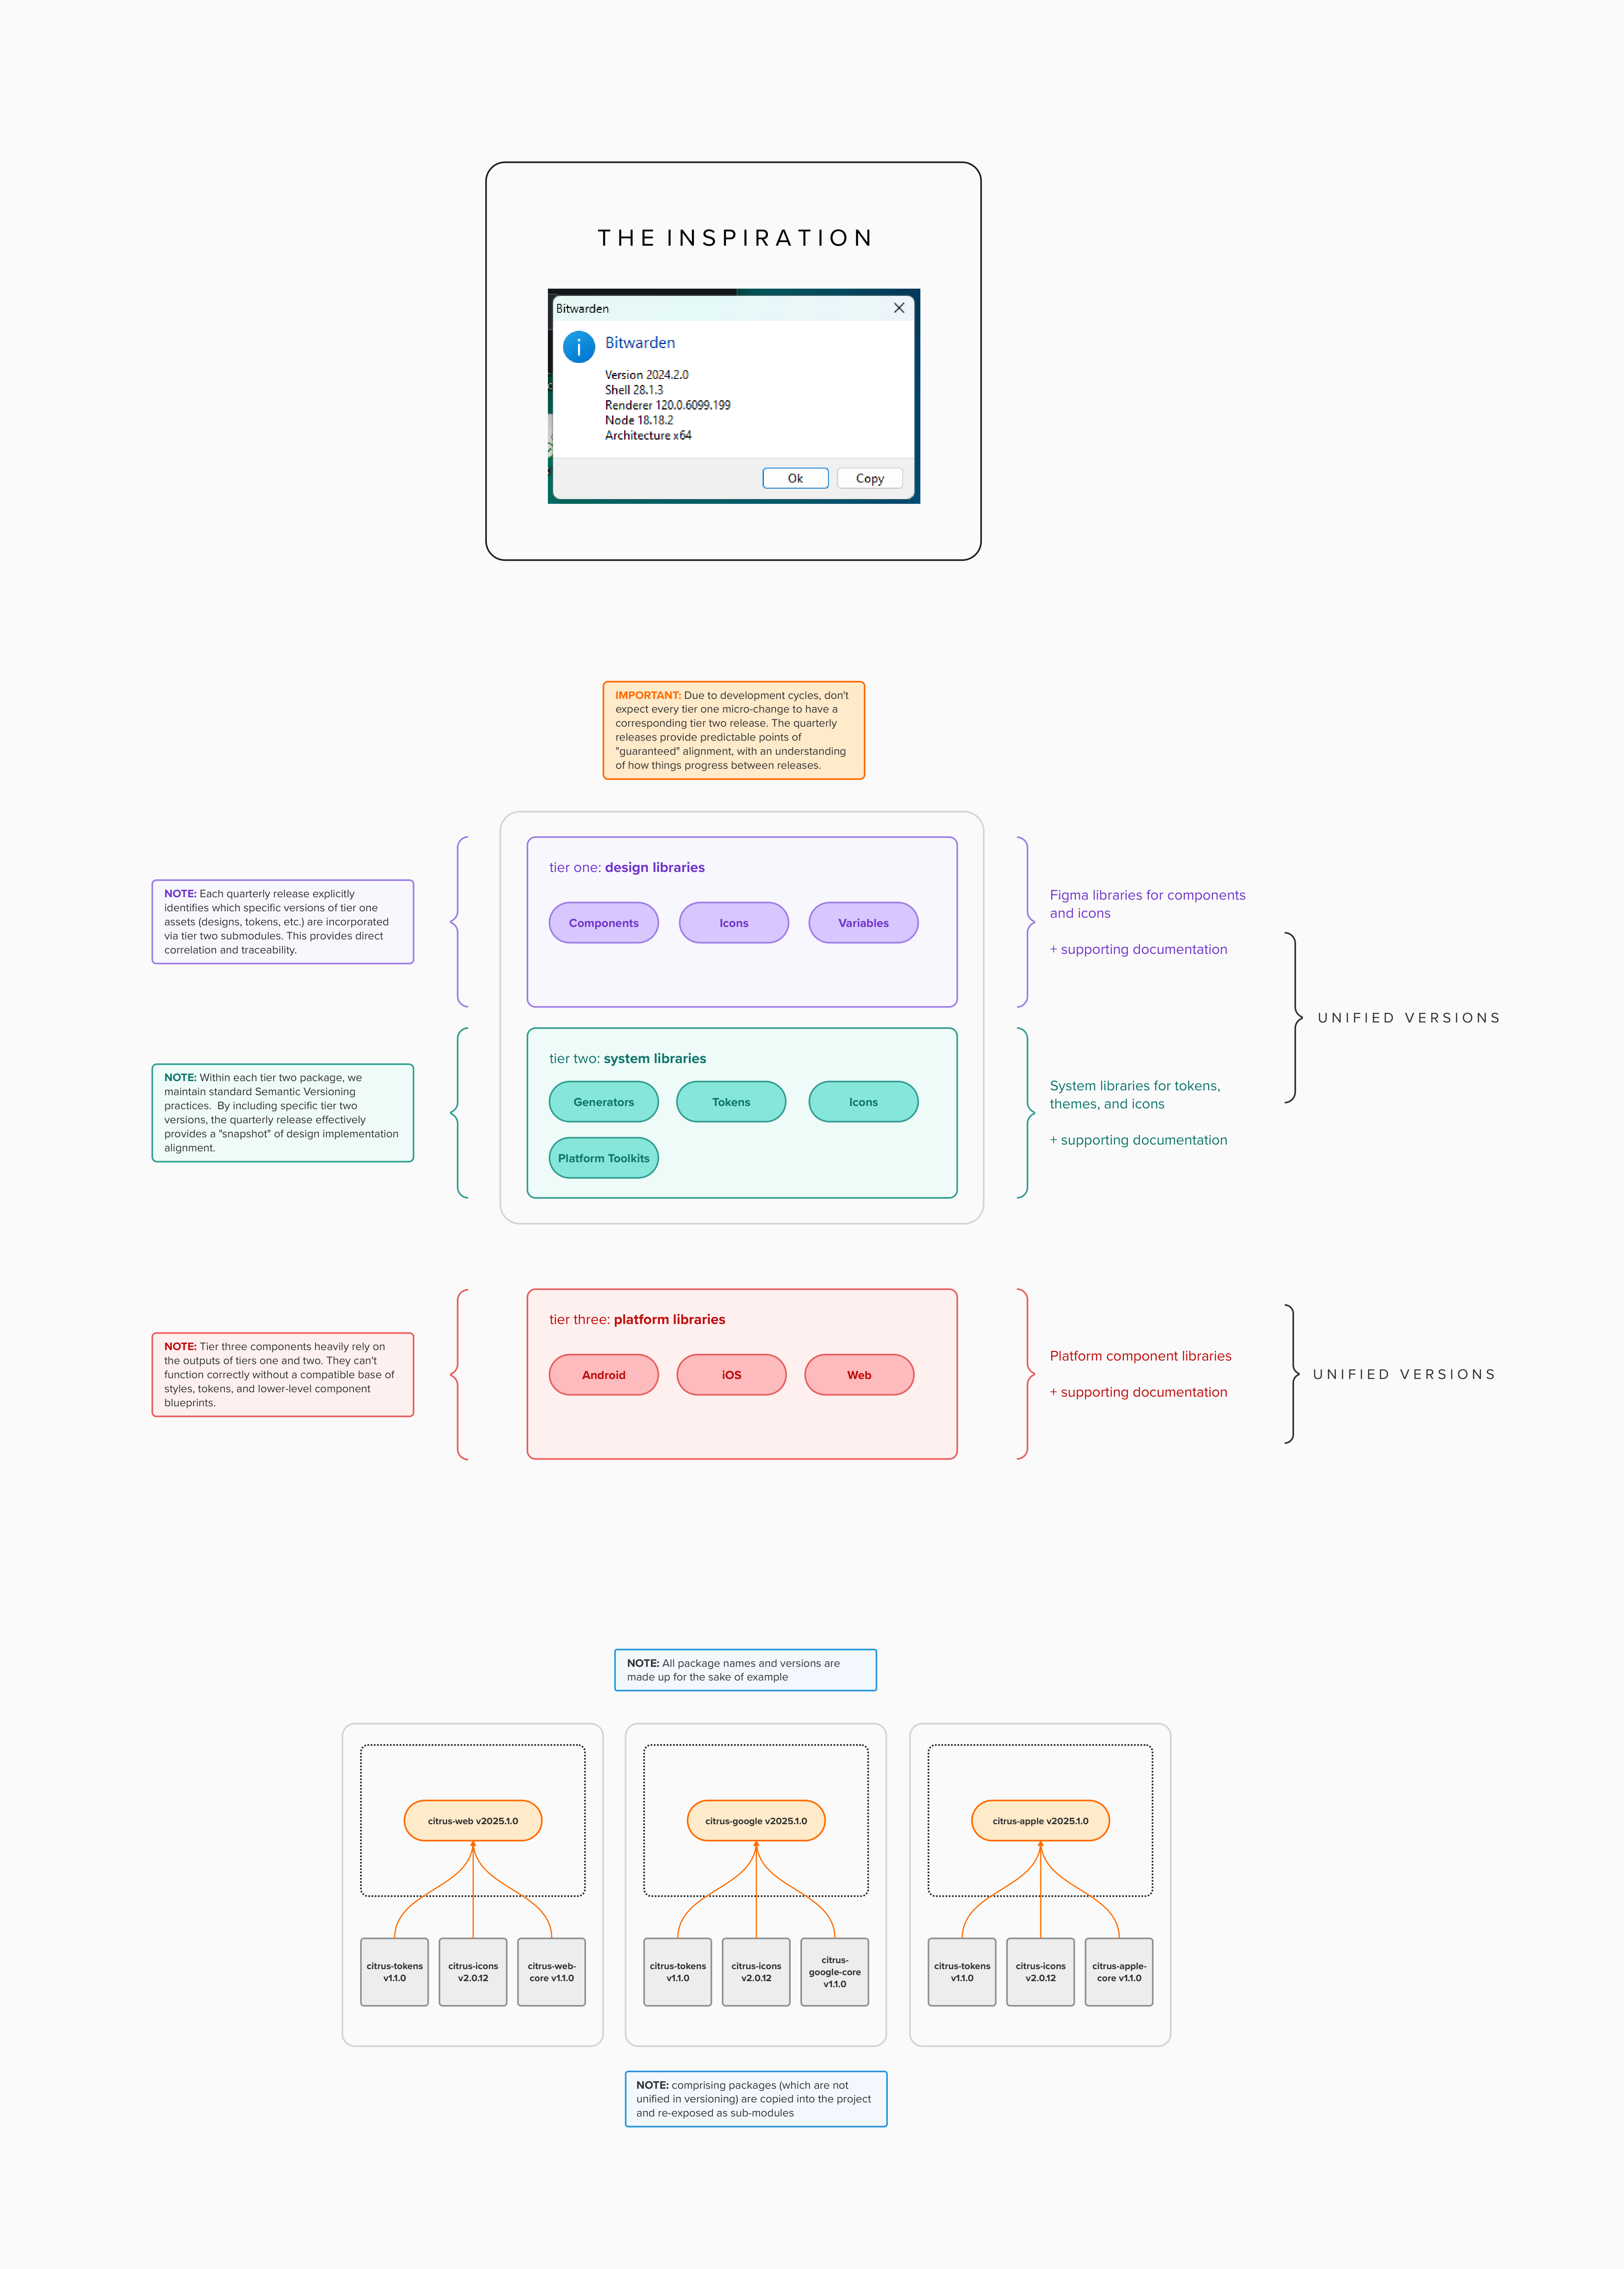 THE INSPIRATION
Bitwarden
Bitwarden
Version 2024.2.0
Shell 28.1.3
Renderer 120.0.6099.199
Node 18.18.2
Architecture x64
Ok
Copy
IMPORTANT: Due to development cycles, don't
expect every tier one micro-change to have a
corresponding tier two release. The quarterly
releases provide predictable points of
"guaranteed" alignment, with an understanding
of how things progress between releases.
NOTE: Each quarterly release explicitly
identifies which specific versions of tier one
assets (designs, tokens, etc.) are incorporated
via tier two submodules. This provides direct
correlation and traceability.
tier one: design libraries
Components
Icons
Variables
Figma libraries for components
and icons
+ supporting documentation
UNIFIED VERSIONS
NOTE: Within each tier two package, we
maintain standard Semantic Versioning
practices.  By including specific tier two
versions, the quarterly release effectively
provides a "snapshot" of design implementation
alignment.
tier two: system libraries
Generators
Tokens
Icons
Platform Toolkits
System libraries for tokens,
themes, and icons
+ supporting documentation
NOTE: Tier three components heavily rely on
the outputs of tiers one and two. They can't
function correctly without a compatible base of
styles, tokens, and lower-level component
blueprints.
tier three: platform libraries
Android
iOS
Web
Platform component libraries
+ supporting documentation
UNIFIED VERSIONS
NOTE: All package names and versions are
made up for the sake of example
citrus-web v2025.1.0
citrus-tokens
v1.1.0
citrus-icons
v2.0.12
citrus-web-
core v1.1.0
citrus-google v2025.1.0
citrus-tokens
v1.1.0
citrus-icons
v2.0.12
citrus-
google-core
v1.1.0
citrus-apple v2025.1.0
citrus-tokens
v1.1.0
citrus-icons
v2.0.12
citrus-apple-
core v1.1.0
NOTE: comprising packages (which are not
unified in versioning) are copied into the project
and re-exposed as sub-modules